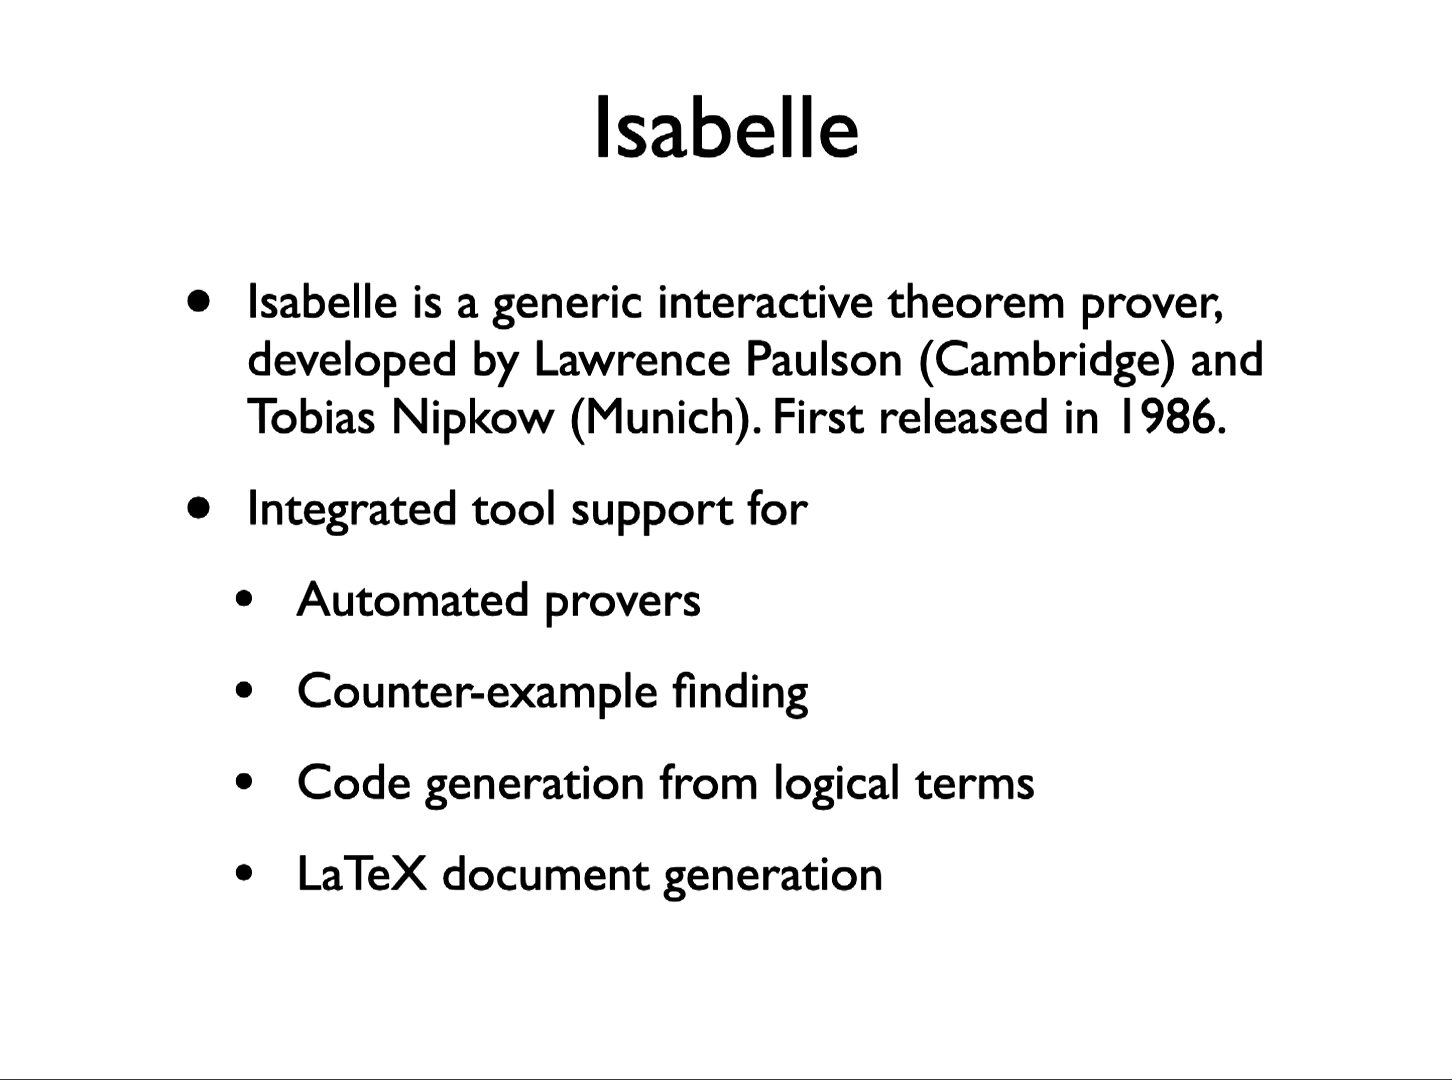 Isabelle
• Isabelle is a generic interactive theorem prover,
developed by Lawrence Paulson (Cambridge) and
Tobias Nipkow (Munich). First released in 1986.
• Integrated tool support for
• Automated provers
• Counter-example finding
• Code generation from logical terms
• LaTeX document generation